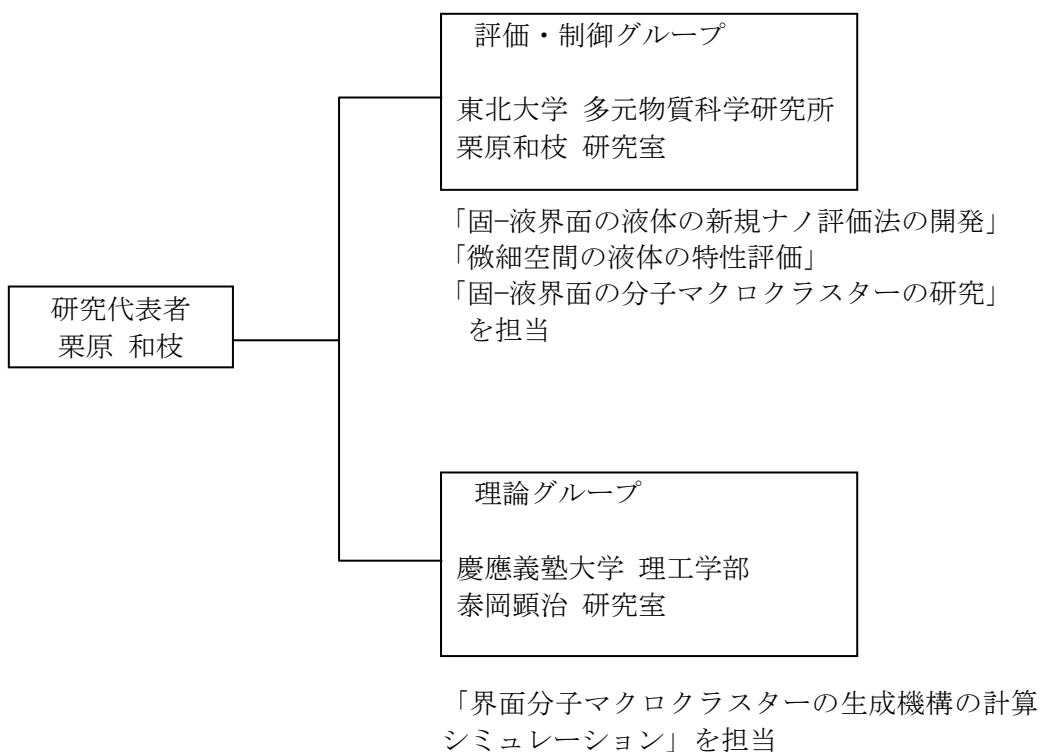 評価・制御グループ
東北大学 多元物質科学研究所
栗原和枝 研究室
「固−液界面の液体の新規ナノ評価法の開発」
「微細空間の液体の特性評価」
「固−液界面の分子マクロクラスターの研究」
を担当
研究代表者
栗原 和枝
理論グループ
慶應義塾大学 理工学部
泰岡顕治 研究室
「界面分子マクロクラスターの生成機構の計算
シミュレーション」を担当